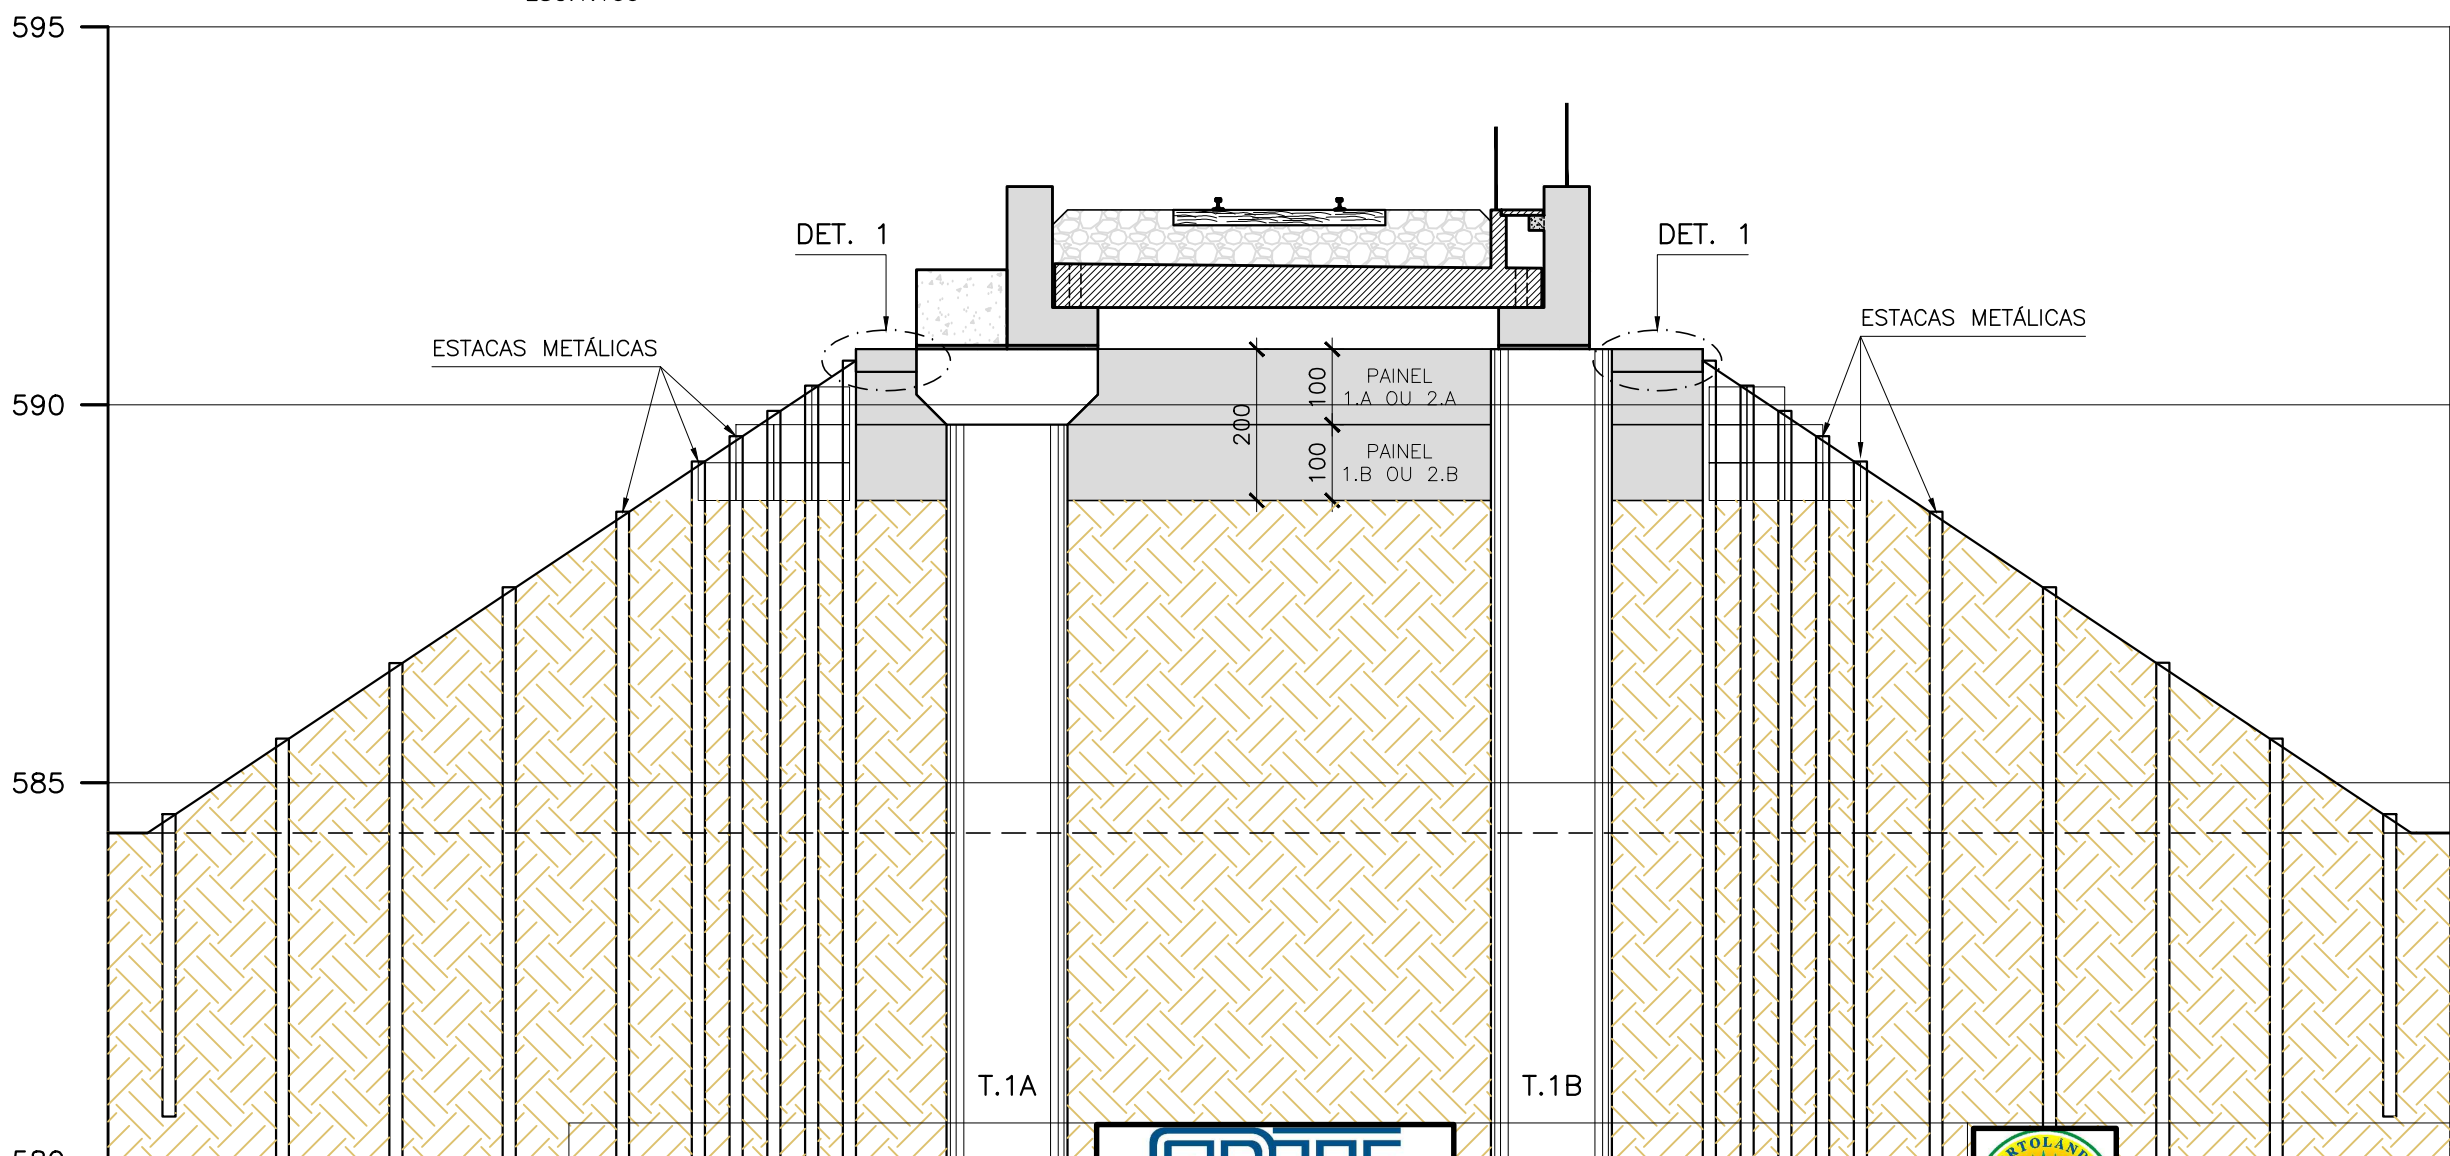 595
DET. 1
DET. 1
ESTACAS METÁLICAS
ESTACAS METÁLICAS
590
200
100
PAINEL
1.A OU 2.A
100
PAINEL
1.B OU 2.B
585
T.1A
T.1B